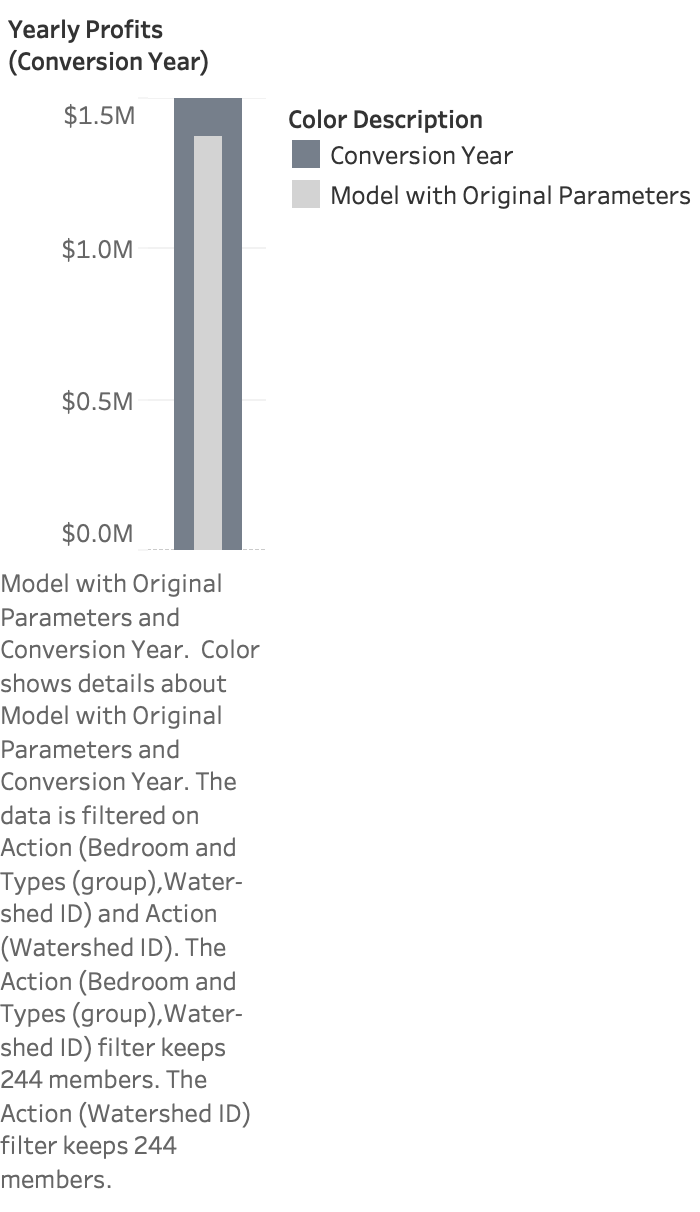 Yearly Profits
(Conversion Year)
$1.5M
$1.0M
$0.5M
$0.0M
Color Description
Conversion Year
Model with Original Parameters
Model with Original
Parameters and
Conversion Year.  Color
shows details about
Model with Original
Parameters and
Conversion Year. The
data is filtered on
Action (Bedroom and
Types (group),Water-
shed ID) and Action
(Watershed ID). The
Action (Bedroom and
Types (group),Water-
shed ID) filter keeps
244 members. The
Action (Watershed ID)
filter keeps 244
members.